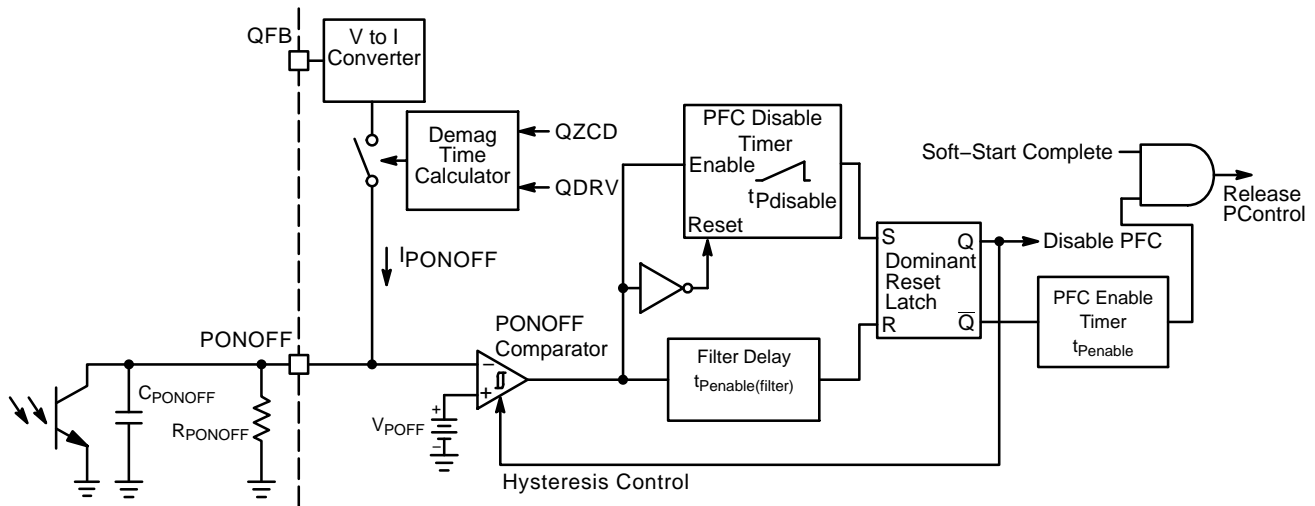 QFB
V to I
Converter
Demag
Time
Calculator
QZCD
QDRV
IPONOFF
PFC Disable
Timer
Enable
tPdisable
Reset
Soft−Start Complete
Release
PControl
S
Q
Dominant
Reset
Latch
R
Q
Disable PFC
PFC Enable
Timer
tPenable
PONOFF
PONOFF
Comparator
−
+
Filter Delay
tPenable(filter)
CPONOFF
RPONOFF
VPOFF
+
−
Hysteresis Control